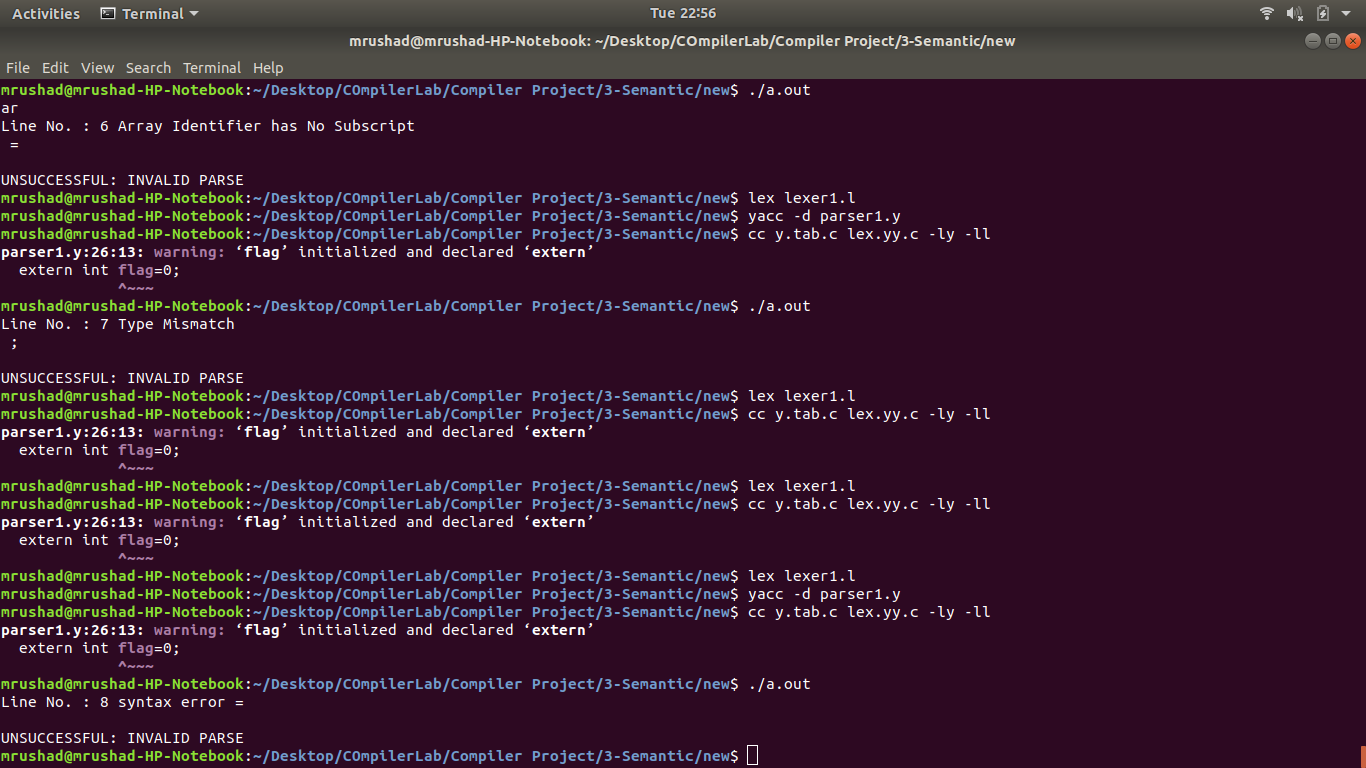 Activities Terminal Tue 22:56
mrushad@mrushad-HP-Notebook: ~/Desktop/COmpilerLab/Compiler Project/3-Semantic/new
File Edit View Search Terminal Help
mrushad@mrushad-HP-Notebook:~/Desktop/COmpilerLab/Compiler Project/3-Semantic/new$ ./a.out
ar
Line No. : 6 Array Identifier has No Subscript
 =
UNSUCCESSFUL: INVALID PARSE
mrushad@mrushad-HP-Notebook:~/Desktop/COmpilerLab/Compiler Project/3-Semantic/new$ lex lexer1.l
mrushad@mrushad-HP-Notebook:~/Desktop/COmpilerLab/Compiler Project/3-Semantic/new$ yacc -d parser1.y
mrushad@mrushad-HP-Notebook:~/Desktop/COmpilerLab/Compiler Project/3-Semantic/new$ cc y.tab.c lex.yy.c -ly -ll
parser1.y:26:13: warning: ‘flag’ initialized and declared ‘extern’
  extern int flag=0;
             ^~~~
mrushad@mrushad-HP-Notebook:~/Desktop/COmpilerLab/Compiler Project/3-Semantic/new$ ./a.out
Line No. : 7 Type Mismatch
 ;
UNSUCCESSFUL: INVALID PARSE
mrushad@mrushad-HP-Notebook:~/Desktop/COmpilerLab/Compiler Project/3-Semantic/new$ lex lexer1.l
mrushad@mrushad-HP-Notebook:~/Desktop/COmpilerLab/Compiler Project/3-Semantic/new$ cc y.tab.c lex.yy.c -ly -ll
parser1.y:26:13: warning: ‘flag’ initialized and declared ‘extern’
  extern int flag=0;
             ^~~~
mrushad@mrushad-HP-Notebook:~/Desktop/COmpilerLab/Compiler Project/3-Semantic/new$ lex lexer1.l
mrushad@mrushad-HP-Notebook:~/Desktop/COmpilerLab/Compiler Project/3-Semantic/new$ cc y.tab.c lex.yy.c -ly -ll
parser1.y:26:13: warning: ‘flag’ initialized and declared ‘extern’
  extern int flag=0;
             ^~~~
mrushad@mrushad-HP-Notebook:~/Desktop/COmpilerLab/Compiler Project/3-Semantic/new$ lex lexer1.l
mrushad@mrushad-HP-Notebook:~/Desktop/COmpilerLab/Compiler Project/3-Semantic/new$ yacc -d parser1.y
mrushad@mrushad-HP-Notebook:~/Desktop/COmpilerLab/Compiler Project/3-Semantic/new$ cc y.tab.c lex.yy.c -ly -ll
parser1.y:26:13: warning: ‘flag’ initialized and declared ‘extern’
  extern int flag=0;
             ^~~~
mrushad@mrushad-HP-Notebook:~/Desktop/COmpilerLab/Compiler Project/3-Semantic/new$ ./a.out
Line No. : 8 syntax error =
UNSUCCESSFUL: INVALID PARSE
mrushad@mrushad-HP-Notebook:~/Desktop/COmpilerLab/Compiler Project/3-Semantic/new$